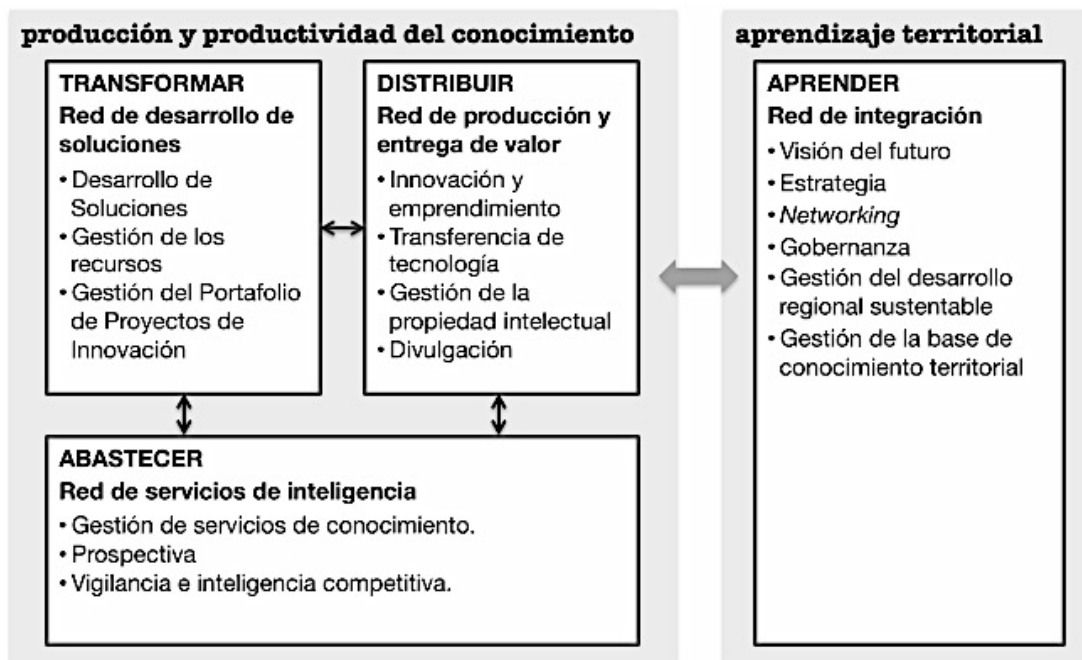 producción y productividad del conocimiento
TRANSFORMAR
Red de desarrollo de
soluciones
• Desarrollo de
Soluciones
• Gestión de los
recursos
• Gestión del Portafolio
de Proyectos de
Innovación
DISTRIBUIR
Red de producción y
entrega de valor
• Innovación y
emprendimiento
• Transferencia de
tecnología
• Gestión de la
propiedad intelectual
• Divulgación
ABASTECER
Red de servicios de inteligencia
• Gestión de servicios de conocimiento.
• Prospectiva
• Vigilancia e inteligencia competitiva.
aprendizaje territorial
APRENDER
Red de integración
• Visión del futuro
• Estrategia
• Networking
• Gobernanza
• Gestión del desarrollo
regional sustentable
• Gestión de la base de
conocimiento territorial